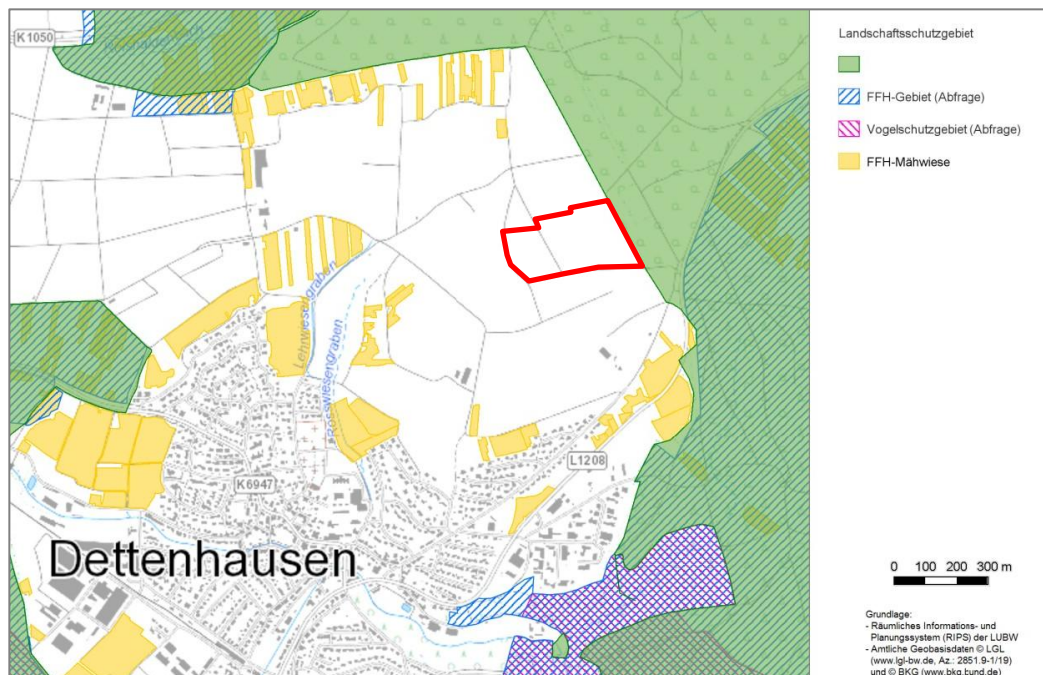 K 1050
Landschaftsschutzgebiet
FFH-Gebiet (Abfrage)
Vogelschutzgebiet (Abfrage)
FFH-Mähwiese
Lehrwiesengraben
Rosswiesengraben
L1208
K6947
Dettenhausen
0 100 200 300 m
Grundlage:
- Räumliches Informations- und
Planungssystem (RIPS) der LUBW
- Amtliche Geobasisdaten © LGL
(www.lgl-bw.de, Az.: 2851.9-1/19)
und © BKG (www.bkg.bund.de)